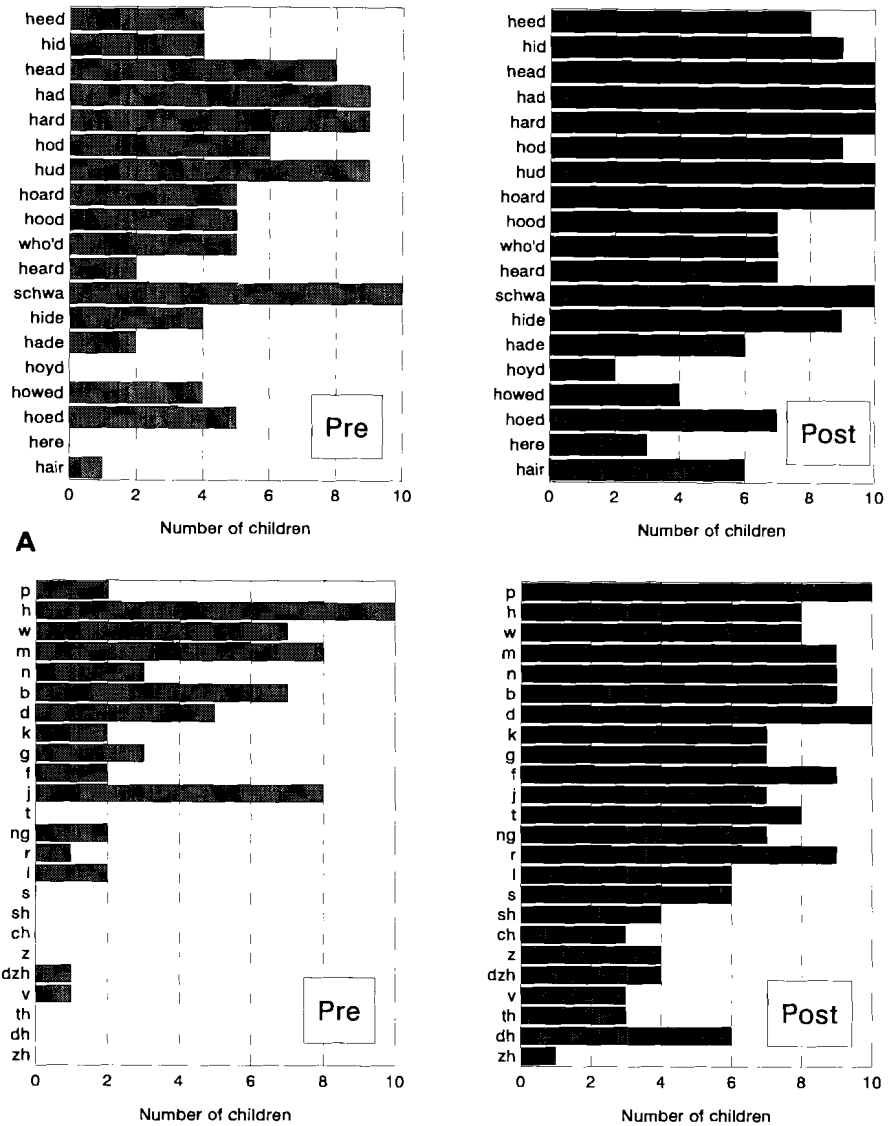 heed
hid
head
had
hard
hod
hud
hoard
hood
who'd
heard
schwa
hide
hade
hoyd
howed
hoed
here
hair
Pre
0 2 4 6 8 10
Number of children
heed
hid
head
had
hard
hod
hud
hoard
hood
who'd
heard
schwa
hide
hade
hoyd
howed
hoed
here
hair
Post
0 2 4 6 8 10
Number of children
A
p
h
w
m
n
b
d
k
g
f
j
t
ng
r
l
s
sh
ch
z
dzh
v
th
dh
zh
Pre
0 2 4 6 8 10
Number of children
p
h
w
m
n
b
d
k
g
f
j
t
ng
r
l
s
sh
ch
z
dzh
v
th
dh
zh
Post
0 2 4 6 8 10
Number of children